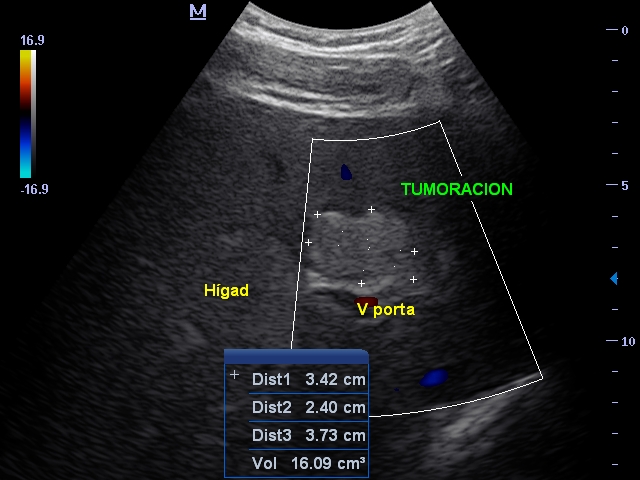 M
16.9
-16.9
0
5
10
TUMORACION
Hígad
V porta
+ Dist1 3.42 cm
Dist2 2.40 cm
Dist3 3.73 cm
Vol 16.09 cm³